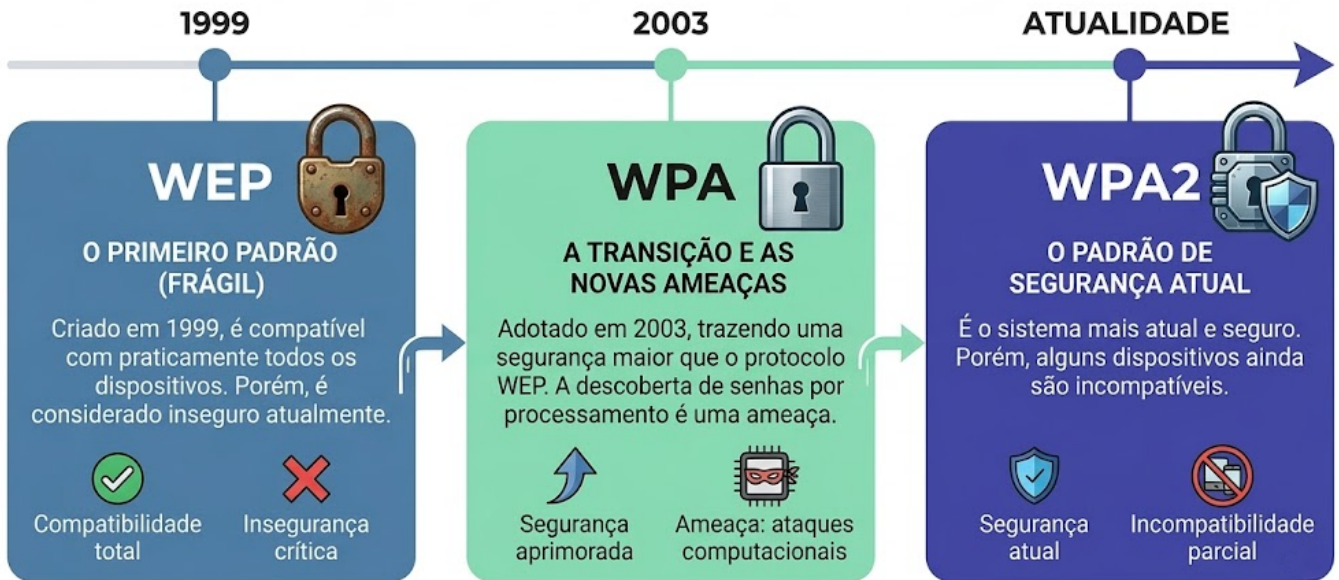 1999
2003
ATUALIDADE
WEP
O PRIMEIRO PADRÃO
(FRÁGIL)
Criado em 1999, é compatível
com praticamente todos os
dispositivos. Porém, é
considerado inseguro atualmente.
Compatibilidade
total
Insegurança
crítica
WPA
A TRANSIÇÃO E AS
NOVAS AMEAÇAS
Adotado em 2003, trazendo uma
segurança maior que o protocolo
WEP. A descoberta de senhas por
processamento é uma ameaça.
Segurança
aprimorada
Ameaça: ataques
computacionais
WPA2
O PADRÃO DE
SEGURANÇA ATUAL
É o sistema mais atual e seguro.
Porém, alguns dispositivos ainda
são incompatíveis.
Segurança
atual
Incompatibilidade
parcial